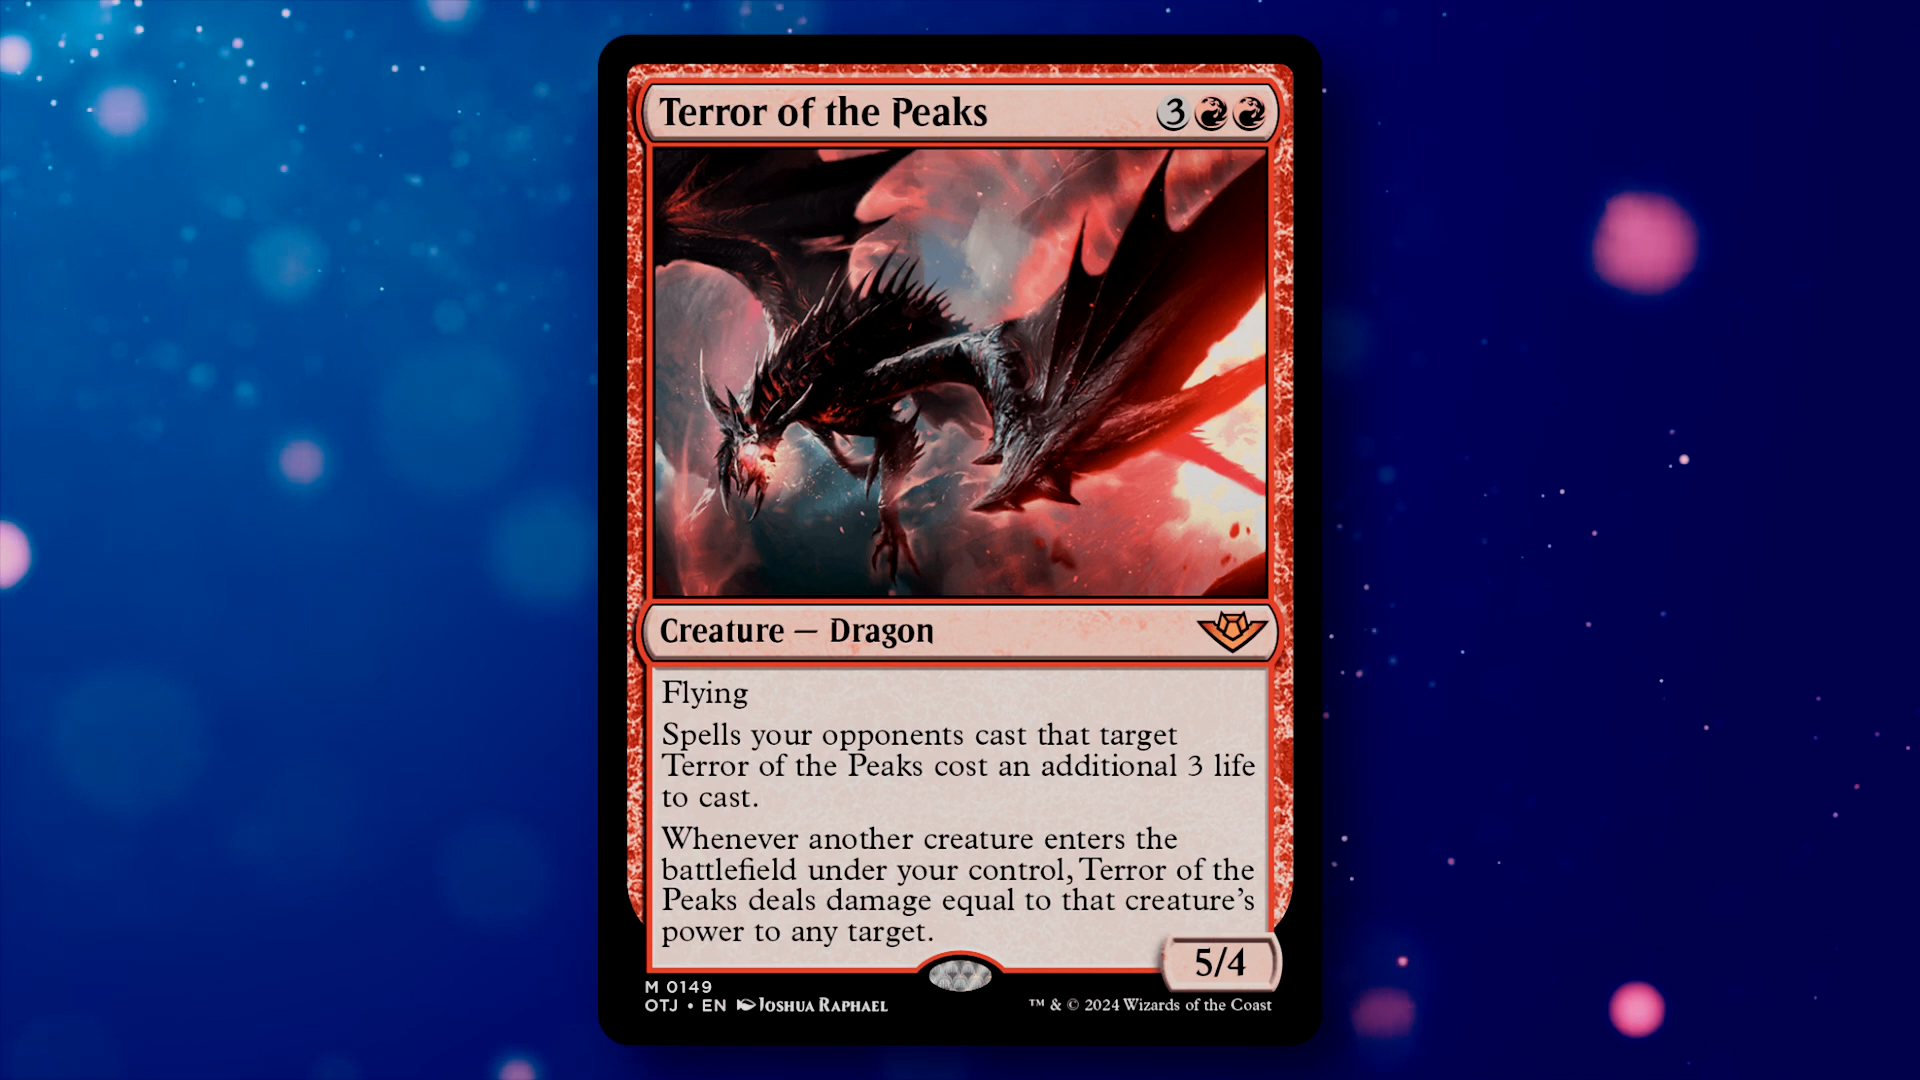 Terror of the Peaks 3
Creature — Dragon
Flying
Spells your opponents cast that target
Terror of the Peaks cost an additional 3 life
to cast.
Whenever another creature enters the
battlefield under your control, Terror of the
Peaks deals damage equal to that creature's
power to any target.
5/4
M 0149
OTJ • EN Joshua Raphael
™ & © 2024 Wizards of the Coast